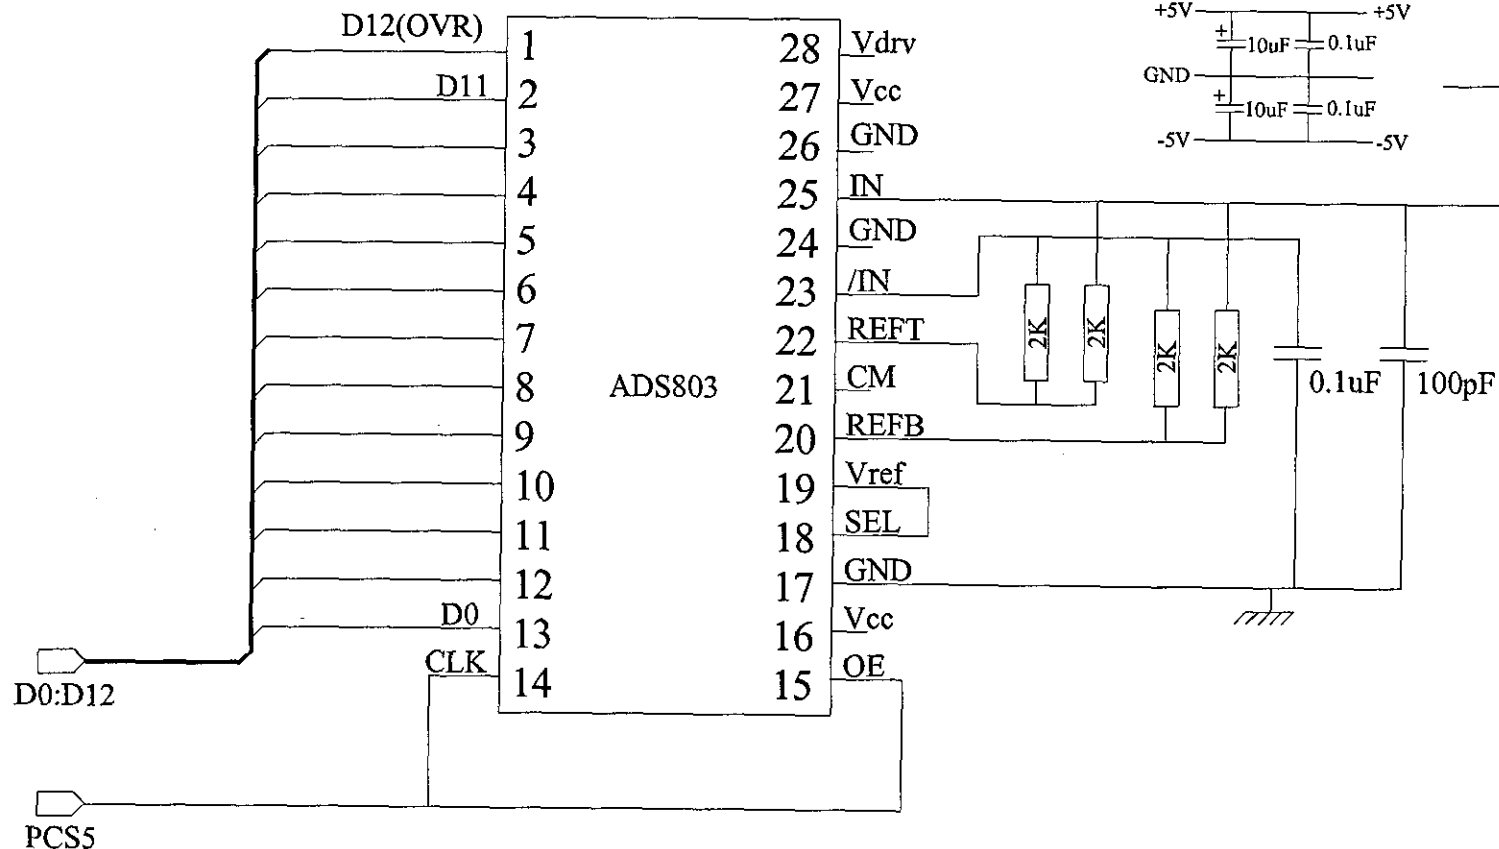 D12(OVR)
D11
D0
CLK
D0:D12
PCS5
1
2
3
4
5
6
7
8
9
10
11
12
13
14
ADS803
28 Vdrv
27 Vcc
26 GND
25 IN
24 GND
23 /IN
22 REFT
21 CM
20 REFB
19 Vref
18 SEL
17 GND
16 Vcc
15 OE
2K
2K
2K
2K
0.1uF
100pF
+5V
+5V
+
10uF
0.1uF
GND
+
10uF
0.1uF
-5V
-5V